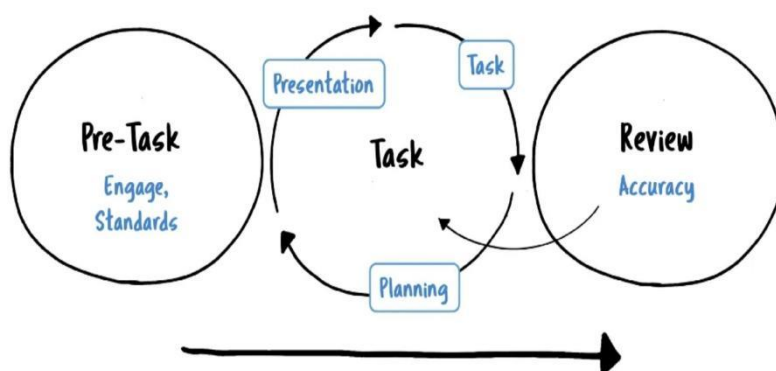 Pre-Task
Engage,
Standards
Presentation
Task
Task
Planning
Review
Accuracy